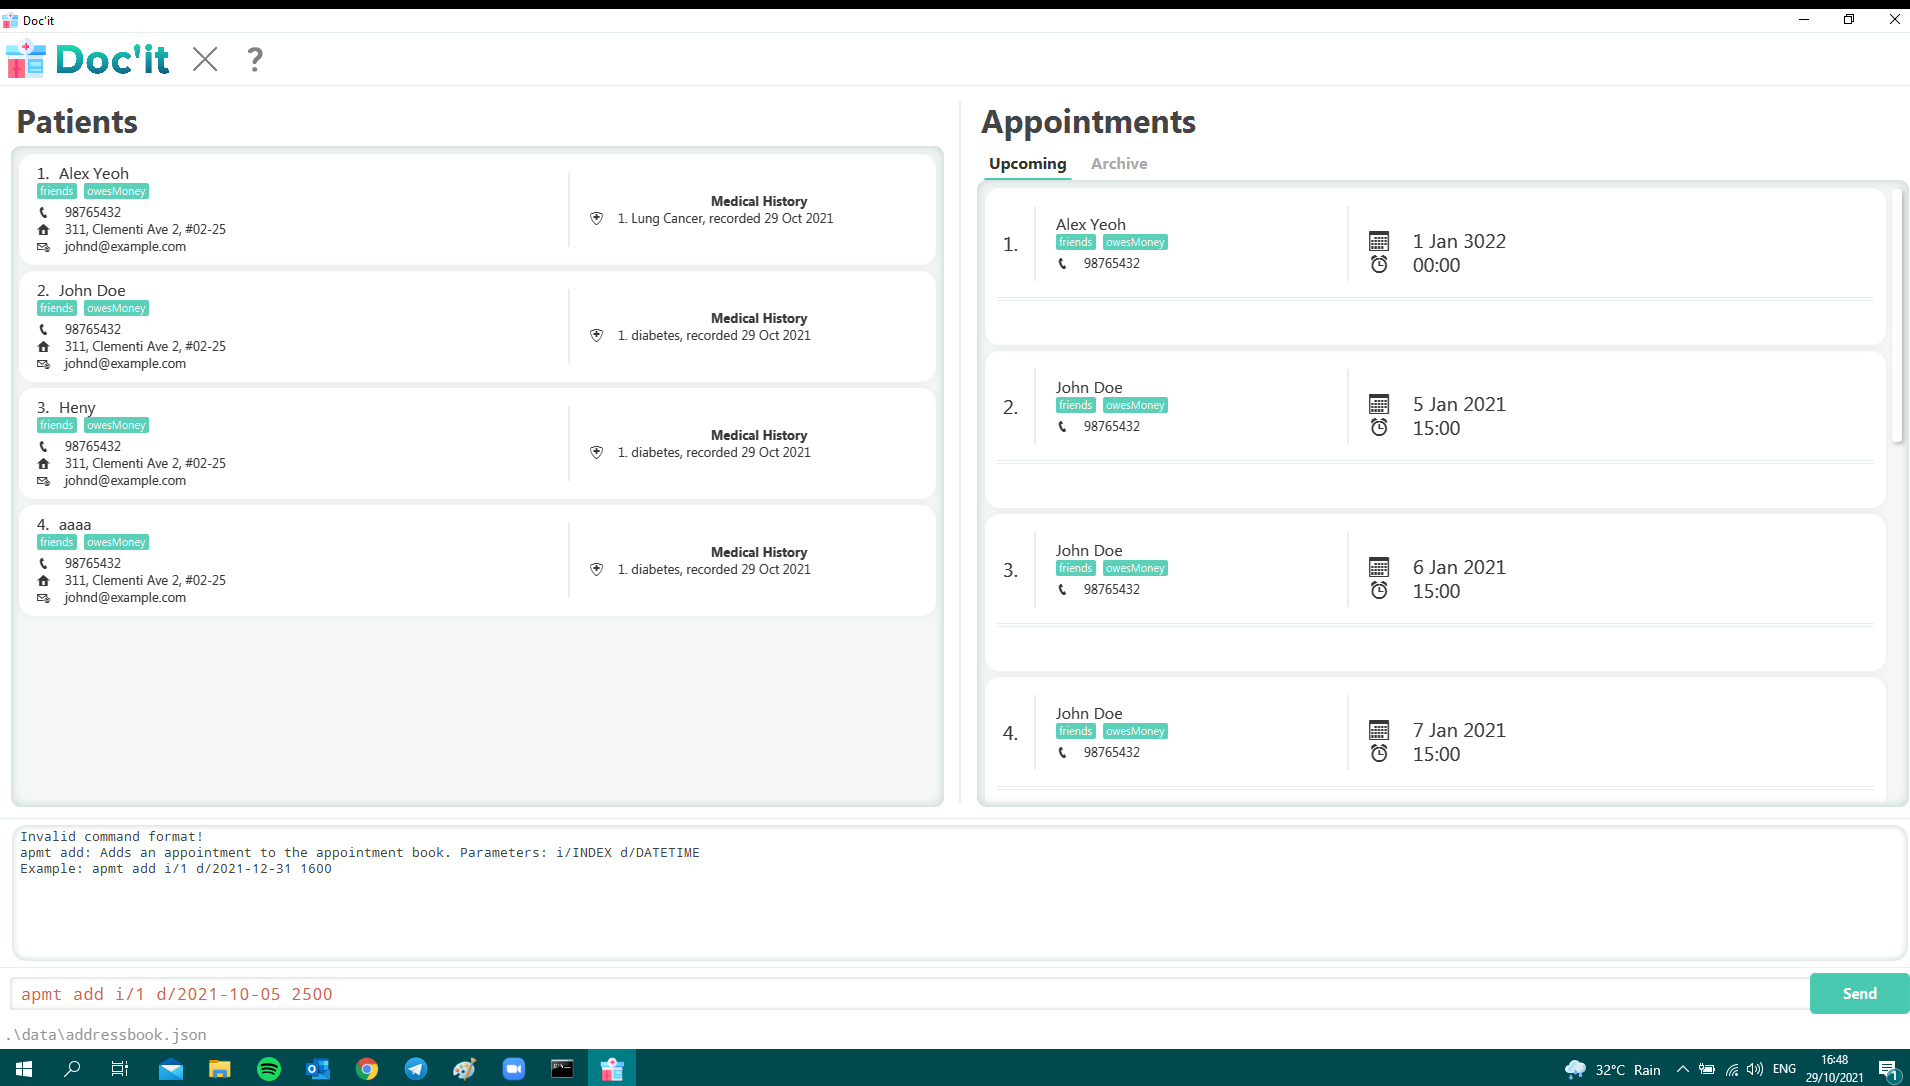 Doc'it
Doc'it
?
Patients
1. Alex Yeoh
friends owesMoney
98765432
311, Clementi Ave 2, #02-25
johnd@example.com
Medical History
1. Lung Cancer, recorded 29 Oct 2021
2. John Doe
friends owesMoney
98765432
311, Clementi Ave 2, #02-25
johnd@example.com
Medical History
1. diabetes, recorded 29 Oct 2021
3. Heny
friends owesMoney
98765432
311, Clementi Ave 2, #02-25
johnd@example.com
Medical History
1. diabetes, recorded 29 Oct 2021
4. aaaa
friends owesMoney
98765432
311, Clementi Ave 2, #02-25
johnd@example.com
Medical History
1. diabetes, recorded 29 Oct 2021
Appointments
Upcoming Archive
1.
Alex Yeoh
friends owesMoney
98765432
1 Jan 3022
00:00
2.
John Doe
friends owesMoney
98765432
5 Jan 2021
15:00
3.
John Doe
friends owesMoney
98765432
6 Jan 2021
15:00
4.
John Doe
friends owesMoney
98765432
7 Jan 2021
15:00
Invalid command format!
apmt add: Adds an appointment to the appointment book. Parameters: i/INDEX d/DATETIME
Example: apmt add i/1 d/2021-12-31 1600
apmt add i/1 d/2021-10-05 2500
Send
.\data\addressbook.json
32°C Rain
ENG
16:48
29/10/2021
1